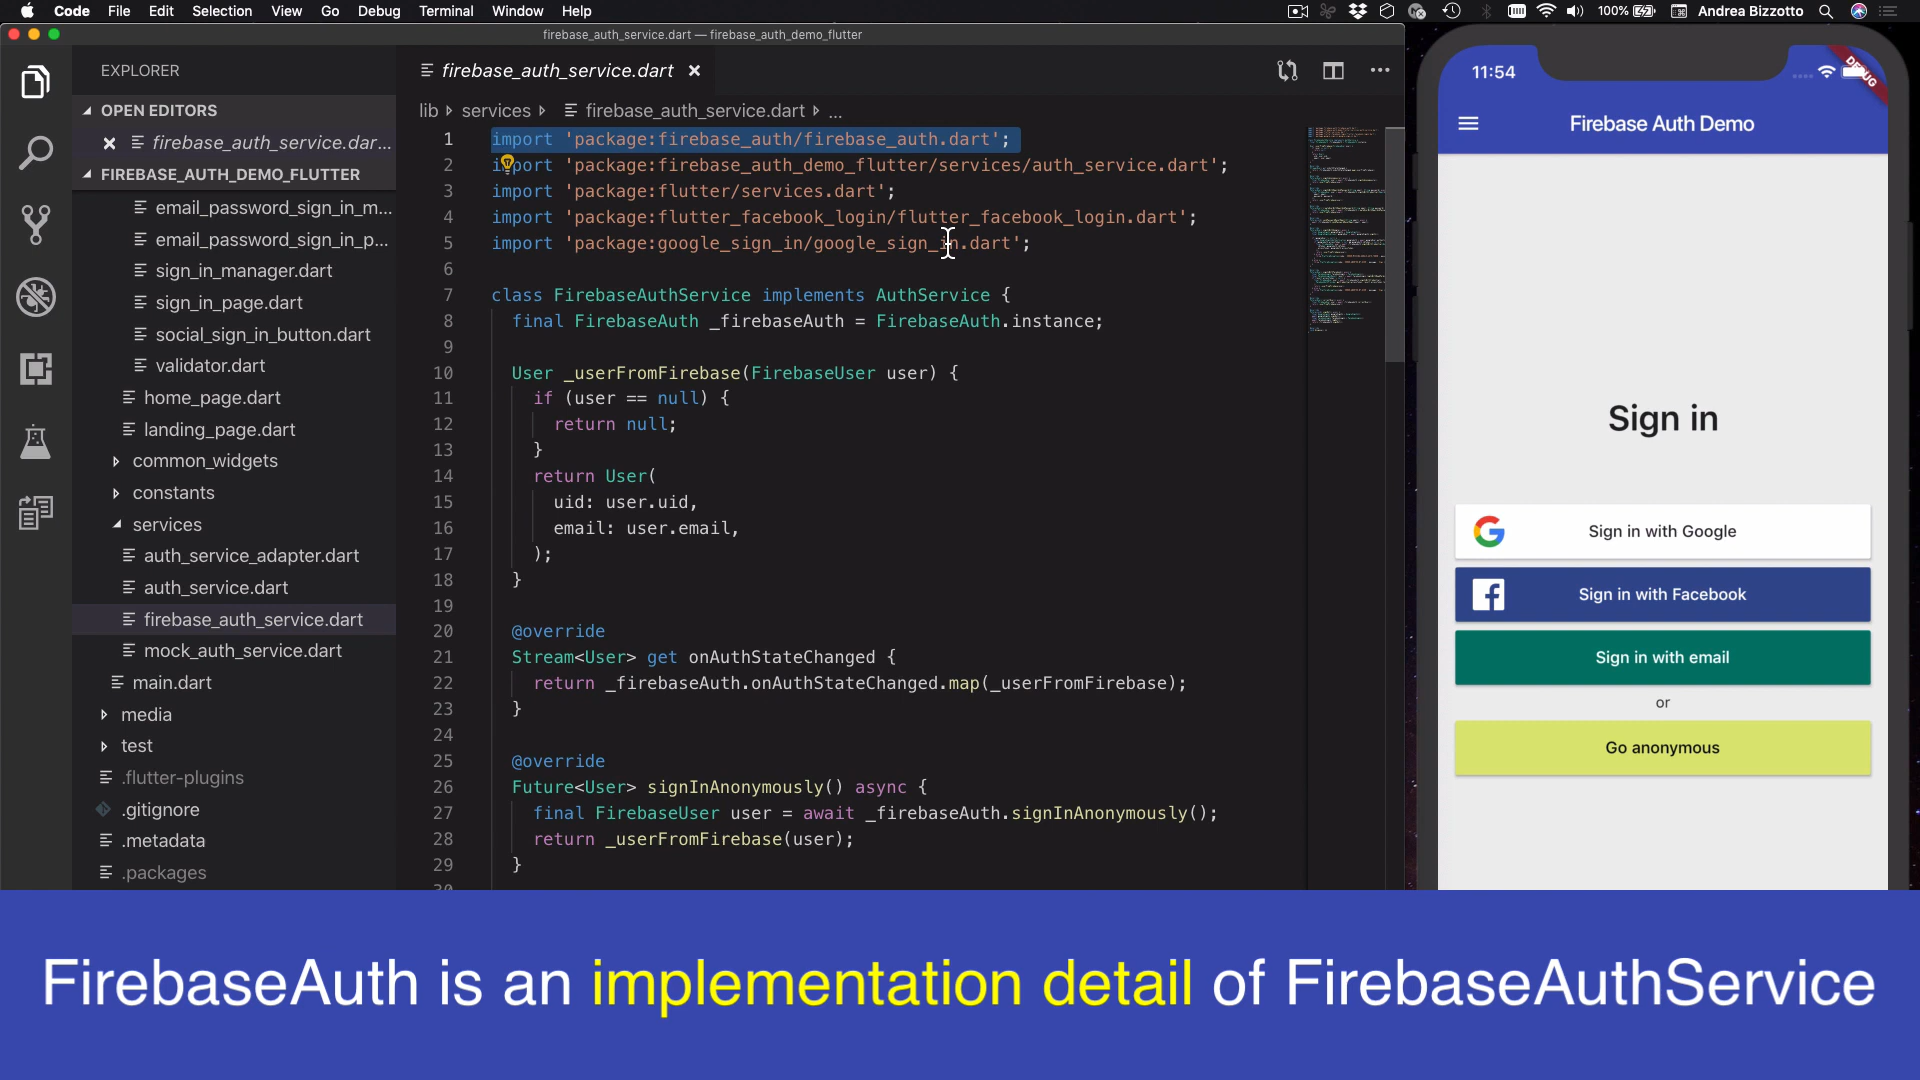 Code File Edit Selection View Go Debug Terminal Window Help 100% Andrea Bizzotto
firebase_auth_service.dart — firebase_auth_demo_flutter
EXPLORER
OPEN EDITORS
firebase_auth_service.dar...
FIREBASE_AUTH_DEMO_FLUTTER
email_password_sign_in_m...
email_password_sign_in_p...
sign_in_manager.dart
sign_in_page.dart
social_sign_in_button.dart
validator.dart
home_page.dart
landing_page.dart
common_widgets
constants
services
auth_service_adapter.dart
auth_service.dart
firebase_auth_service.dart
mock_auth_service.dart
main.dart
media
test
.flutter-plugins
.gitignore
.metadata
.packages
firebase_auth_service.dart
lib services firebase_auth_service.dart ...
1 import 'package:firebase_auth/firebase_auth.dart';
2 import 'package:firebase_auth_demo_flutter/services/auth_service.dart';
3 import 'package:flutter/services.dart';
4 import 'package:flutter_facebook_login/flutter_facebook_login.dart';
5 import 'package:google_sign_in/google_sign_in.dart';
6
7 class FirebaseAuthService implements AuthService {
8 final FirebaseAuth _firebaseAuth = FirebaseAuth.instance;
9
10 User _userFromFirebase(FirebaseUser user) {
11 if (user == null) {
12 return null;
13 }
14 return User(
15 uid: user.uid,
16 email: user.email,
17 );
18 }
19
20 @override
21 Stream<User> get onAuthStateChanged {
22 return _firebaseAuth.onAuthStateChanged.map(_userFromFirebase);
23 }
24
25 @override
26 Future<User> signInAnonymously() async {
27 final FirebaseUser user = await _firebaseAuth.signInAnonymously();
28 return _userFromFirebase(user);
29 }
30
11:54
DEBUG
Firebase Auth Demo
Sign in
Sign in with Google
Sign in with Facebook
Sign in with email
or
Go anonymous
FirebaseAuth is an implementation detail of FirebaseAuthService